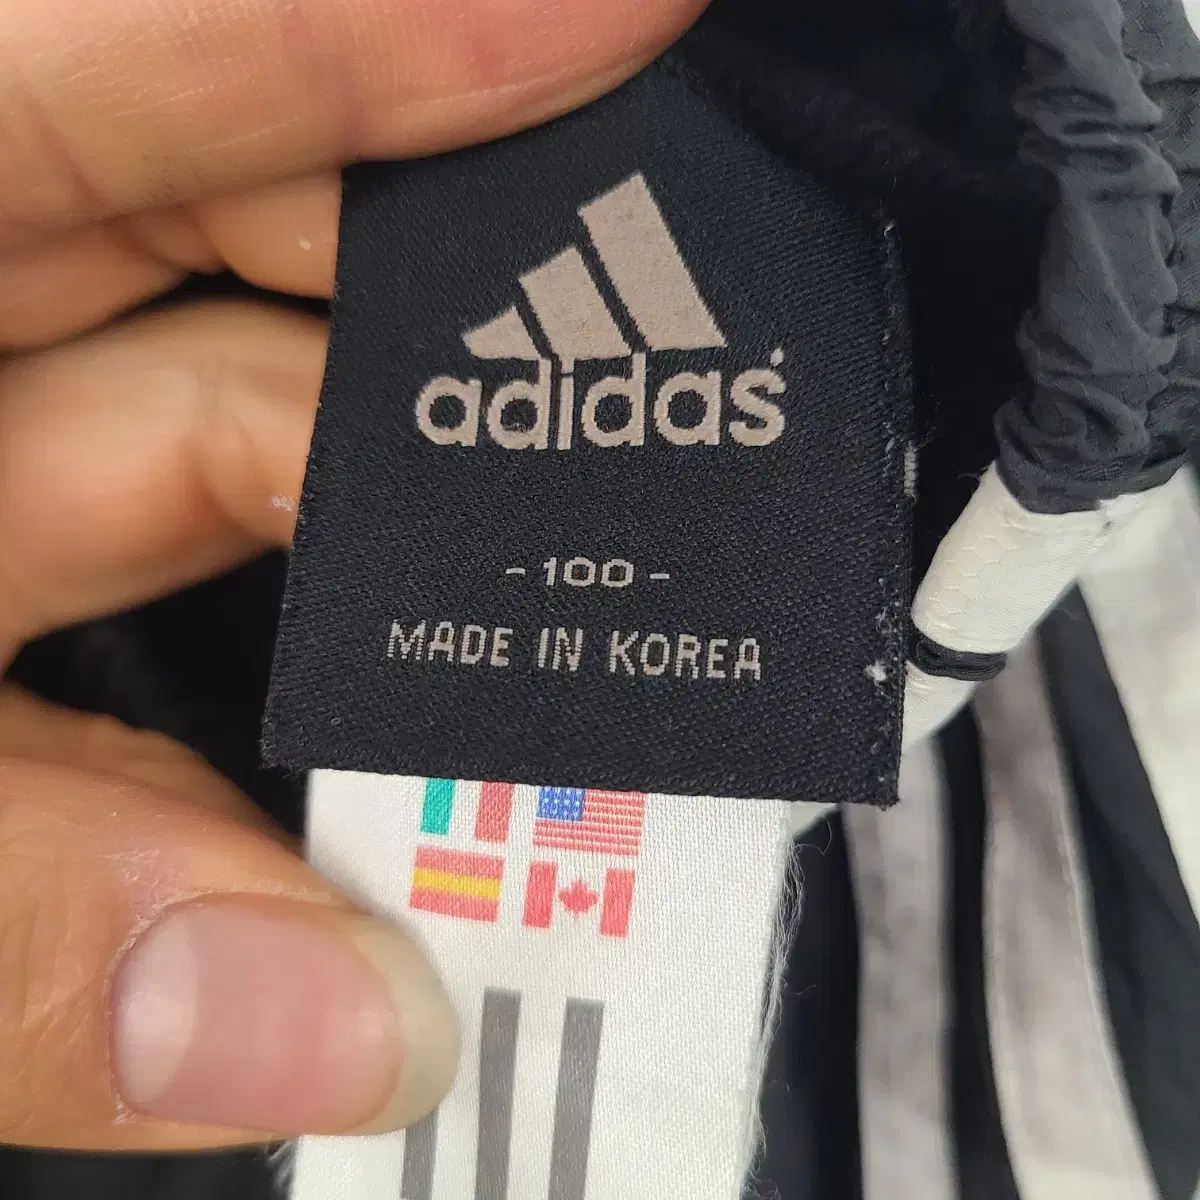 adidas
- 100 -
MADE IN KOREA